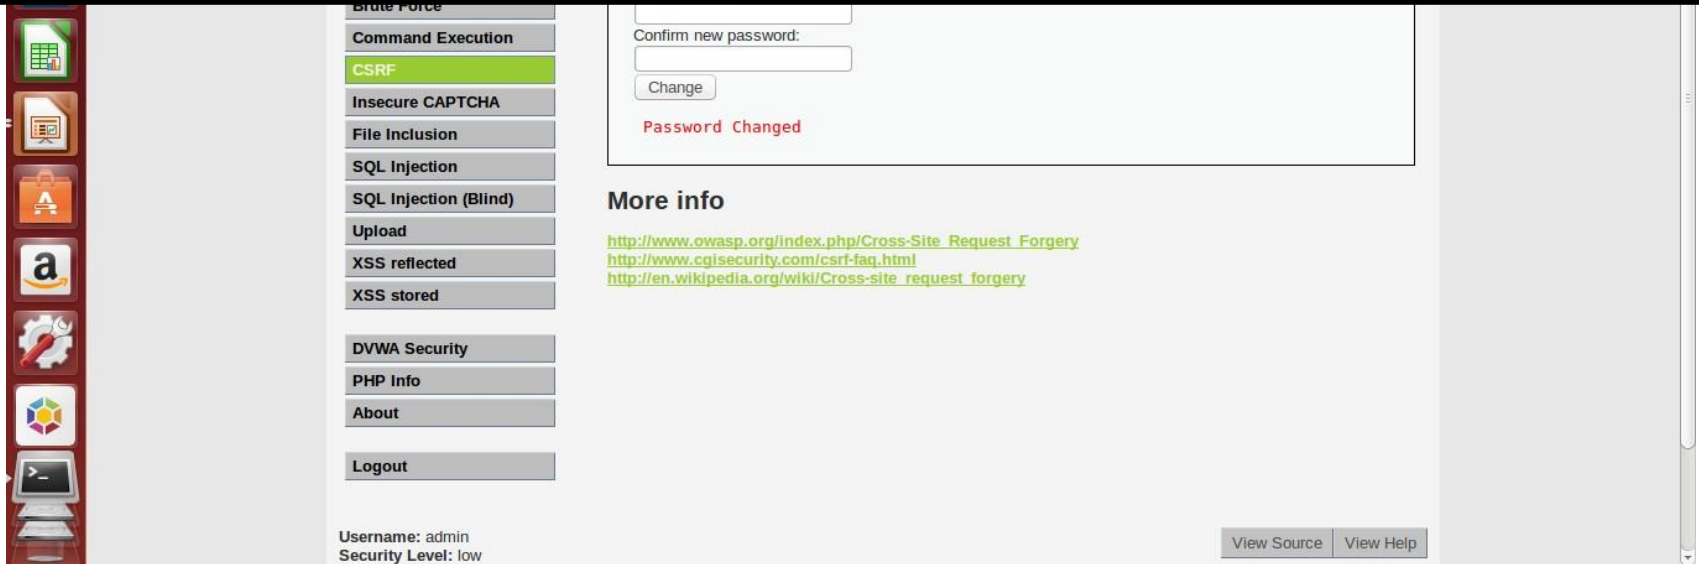 Brute Force
Command Execution
CSRF
Insecure CAPTCHA
File Inclusion
SQL Injection
SQL Injection (Blind)
Upload
XSS reflected
XSS stored
DVWA Security
PHP Info
About
Logout
Confirm new password:
Change
Password Changed
More info
http://www.owasp.org/index.php/Cross-Site_Request_Forgery
http://www.cgisecurity.com/csrf-faq.html
http://en.wikipedia.org/wiki/Cross-site_request_forgery
Username: admin
Security Level: low
View Source
View Help